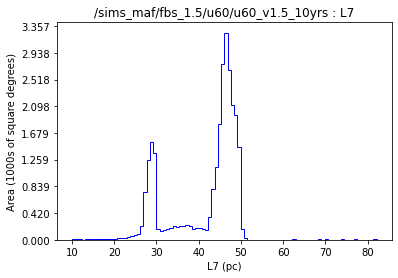 /sims_maf/fbs_1.5/u60/u60_v1.5_10yrs : L7
3.357
2.938
2.518
2.098
1.679
1.259
0.839
0.420
0.000
Area (1000s of square degrees)
10 20 30 40 50 60 70 80
L7 (pc)